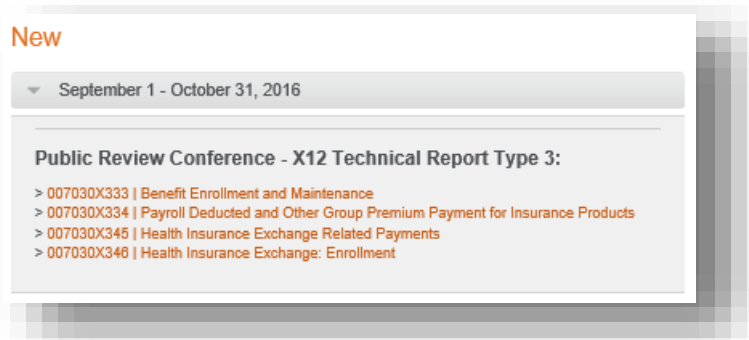 New
September 1 - October 31, 2016
Public Review Conference - X12 Technical Report Type 3:
> 007030X333 | Benefit Enrollment and Maintenance
> 007030X334 | Payroll Deducted and Other Group Premium Payment for Insurance Products
> 007030X345 | Health Insurance Exchange Related Payments
> 007030X346 | Health Insurance Exchange: Enrollment